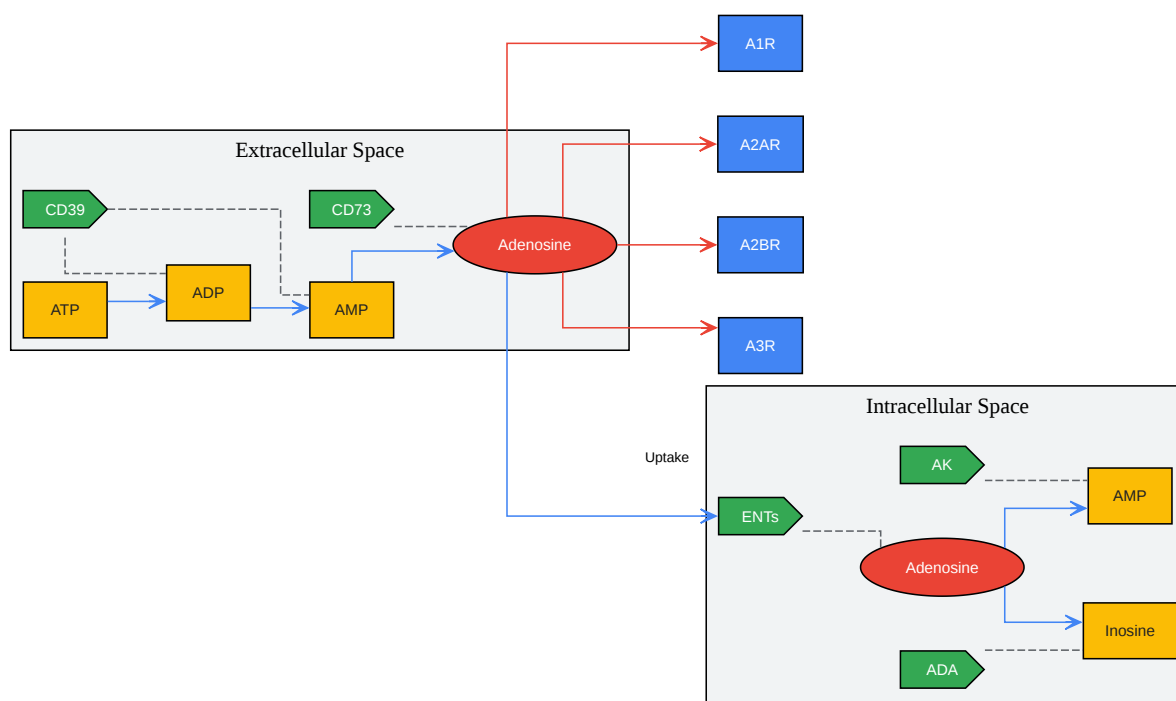 A1R
A2AR
A2BR
A3R
Extracellular Space
CD39
CD73
Adenosine
ATP
ADP
AMP
Uptake
Intracellular Space
AK
AMP
ENTs
Adenosine
Inosine
ADA